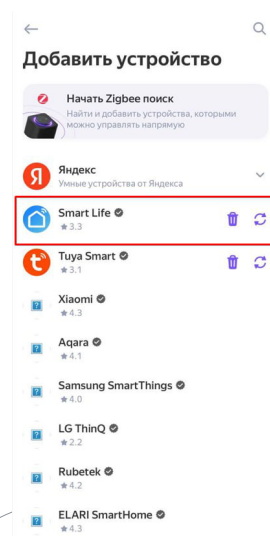 Добавить устройство
Начать Zigbee поиск
Найти и добавить устройства, которыми
можно управлять напрямую
Я
Яндекс
Умные устройства от Яндекса
Smart Life
★ 3.3
Tuya Smart
★ 3.1
Xiaomi
★ 4.3
Aqara
★ 4.1
Samsung SmartThings
★ 4.0
LG ThinQ
★ 2.2
Rubetek
★ 4.2
ELARI SmartHome
★ 4.3